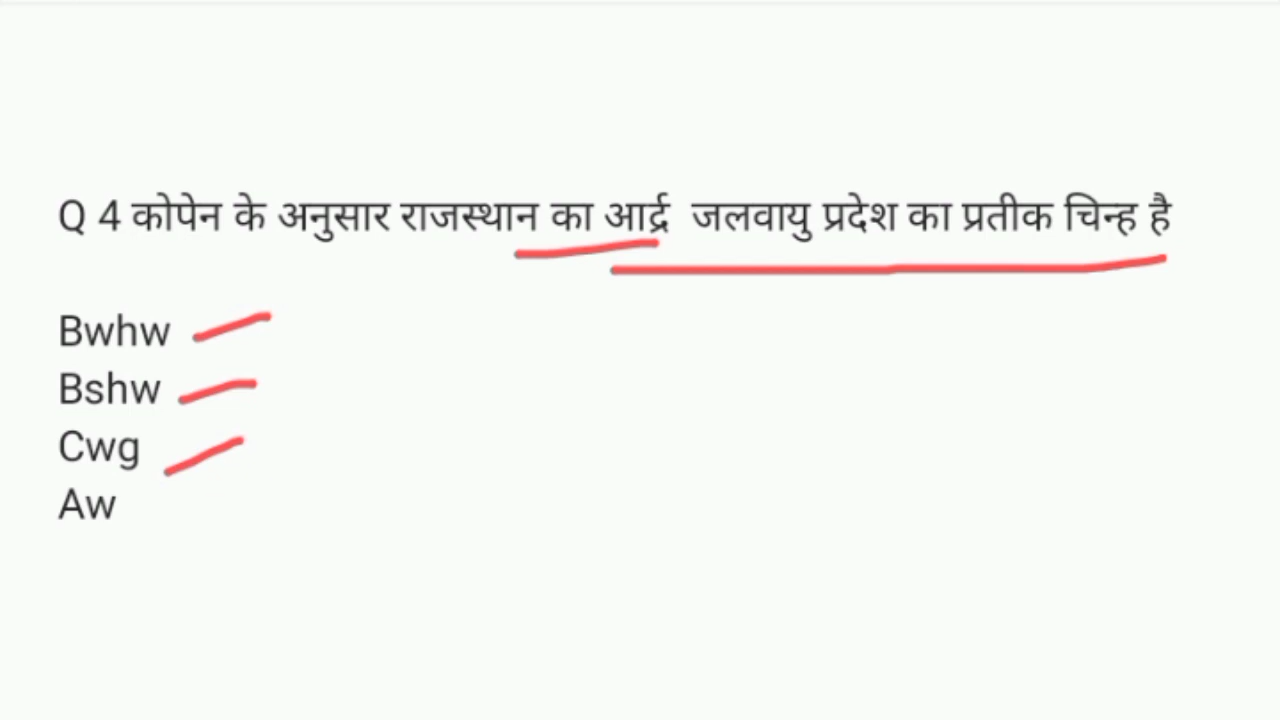 Q 4 कोपेन के अनुसार राजस्थान का आर्द्र जलवायु प्रदेश का प्रतीक चिन्ह है
Bwhw
Bshw
Cwg
Aw